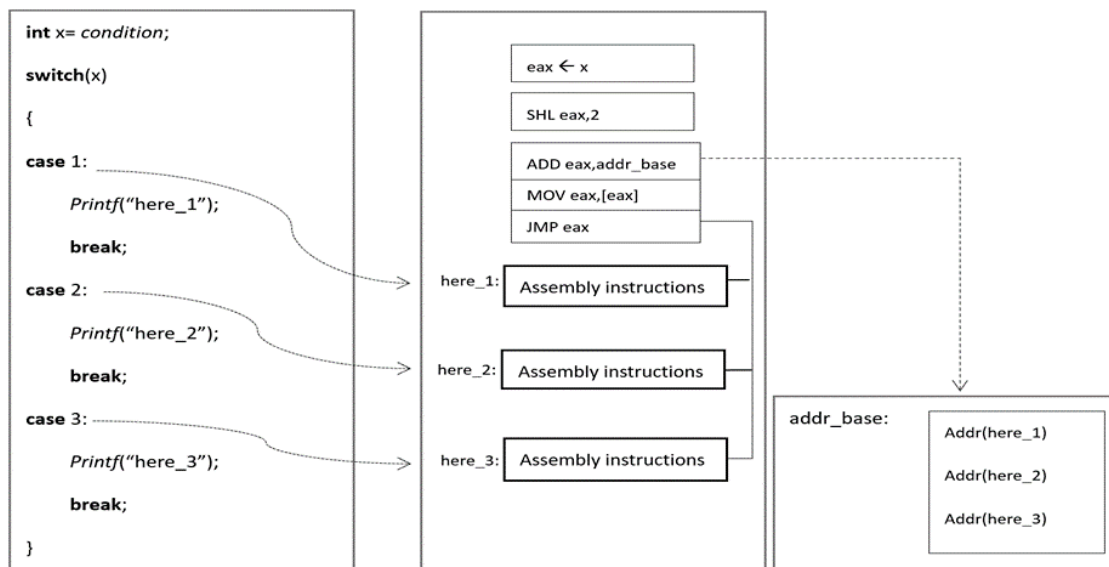 int x= condition;
switch(x)
{
case 1:
Printf(“here_1”);
break;
case 2:
Printf(“here_2”);
break;
case 3:
Printf(“here_3”);
break;
}
eax ← x
SHL eax,2
ADD eax,addr_base
MOV eax,[eax]
JMP eax
here_1: Assembly instructions
here_2: Assembly instructions
here_3: Assembly instructions
addr_base:
Addr(here_1)
Addr(here_2)
Addr(here_3)